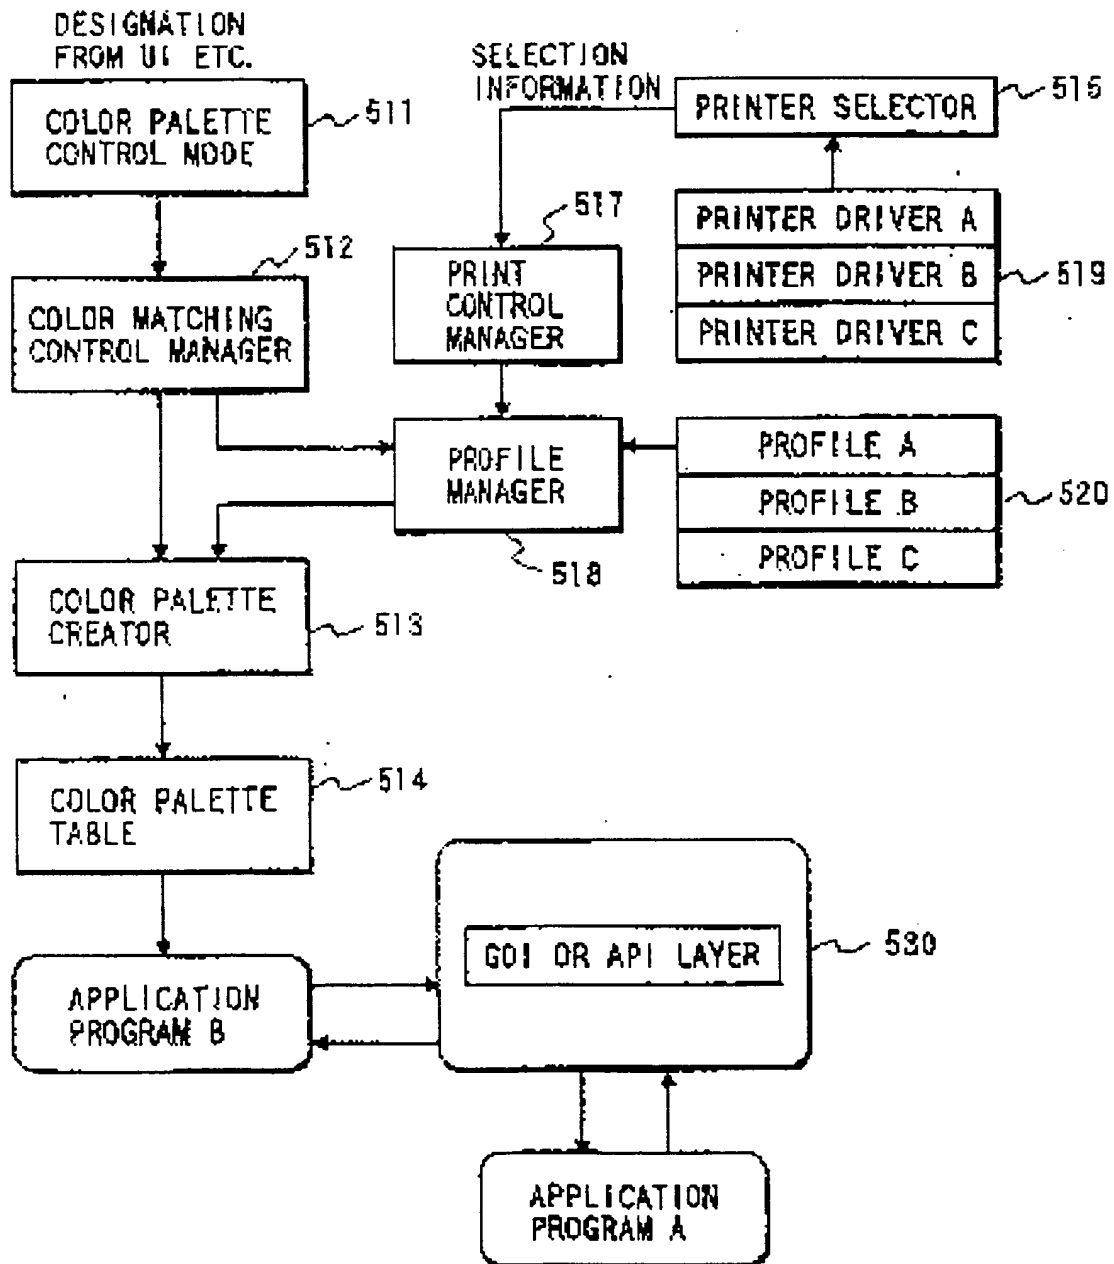 DESIGNATION
FROM UI ETC.
COLOR PALETTE
CONTROL MODE
511
SELECTION
INFORMATION
PRINTER SELECTOR
516
PRINTER DRIVER A
PRINTER DRIVER B
PRINTER DRIVER C
519
517
PRINT
CONTROL
MANAGER
512
COLOR MATCHING
CONTROL MANAGER
PROFILE
MANAGER
518
PROFILE A
PROFILE B
PROFILE C
520
COLOR PALETTE
CREATOR
513
COLOR PALETTE
TABLE
514
GDI OR API LAYER
530
APPLICATION
PROGRAM B
APPLICATION
PROGRAM A